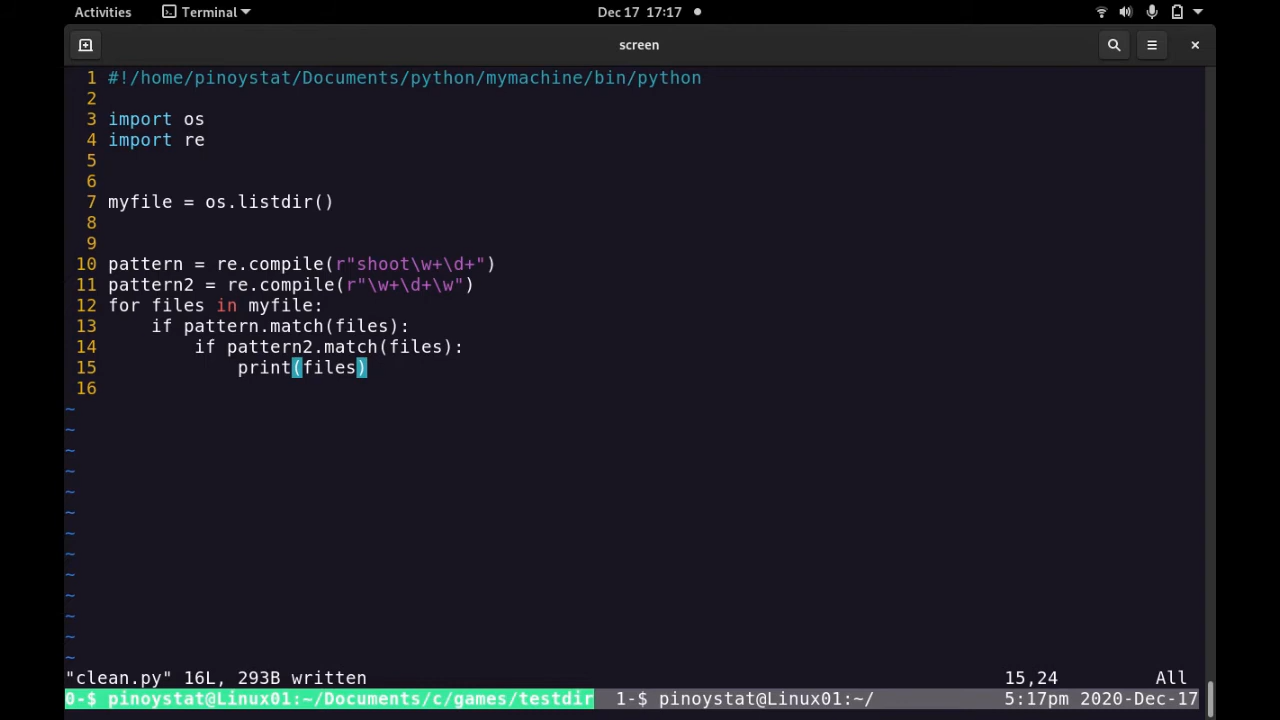 Activities Terminal Dec 17 17:17
screen
1 #!/home/pinoystat/Documents/python/mymachine/bin/python
2
3 import os
4 import re
5
6
7 myfile = os.listdir()
8
9
10 pattern = re.compile(r"shoot\w+\d+")
11 pattern2 = re.compile(r"\w+\d+\w")
12 for files in myfile:
13     if pattern.match(files):
14         if pattern2.match(files):
15             print(files)
16
~
~
~
~
~
~
~
~
~
~
~
~
~
"clean.py" 16L, 293B written 15,24 All
0-$ pinoystat@Linux01:~/Documents/c/games/testdir 1-$ pinoystat@Linux01:~/ 5:17pm 2020-Dec-17